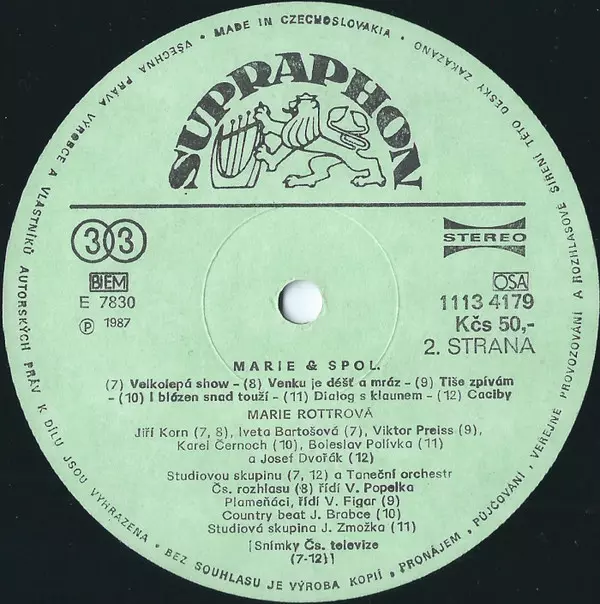 • MADE IN CZECHOSLOVAKIA • ROZMNOŽOVÁNÍ TÉTO DESKY ZAKÁZÁNO
VŠECHNA PRÁVA VÝROBCE A VLASTNÍKŮ AUTORSKÝCH PRÁV K DÍLU JSOU VYHRAZENA • BEZ SOUHLASU JE VÝROBA KOPIÍ, PRONÁJEM, PŮJČOVÁNÍ, VEŘEJNÉ PROVOZOVÁNÍ A ROZHLASOVÉ ŠÍŘENÍ TÉTO DESKY ZAKÁZÁNO
SUPRAPHON
33
STEREO
BIEM
OSA
E 7830
1113 4179
Ⓟ 1987
Kčs 50,-
2. STRANA
MARIE & SPOL.
(7) Velkolepá show – (8) Venku je déšť a mráz – (9) Tiše zpívám
– (10) I blázen snad touží – (11) Dialog s klaunem – (12) Caciby
MARIE ROTTROVÁ
Jiří Korn (7, 8), Iveta Bartošová (7), Viktor Preiss (9),
Karel Černoch (10), Boleslav Polívka (11)
a Josef Dvořák (12)
Studiovou skupinu (7, 12) a Taneční orchestr
Čs. rozhlasu (8) řídí V. Popelka
Plameňáci, řídí V. Figar (9)
Country beat J. Brabce (10)
Studiová skupina J. Zmožka (11)
[Snímky Čs. televize
(7-12)]